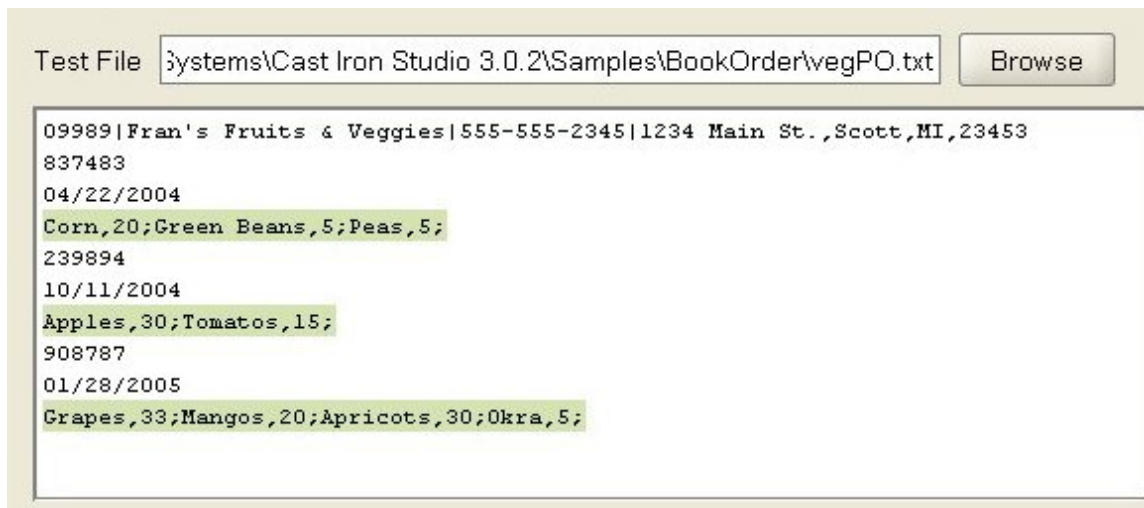 Test File Systems\Cast Iron Studio 3.0.2\Samples\BookOrder\vegPO.txt Browse
09989|Fran's Fruits & Veggies|555-555-2345|1234 Main St.,Scott,MI,23453
837483
04/22/2004
Corn,20;Green Beans,5;Peas,5;
239894
10/11/2004
Apples,30;Tomatos,15;
908787
01/28/2005
Grapes,33;Mangos,20;Apricots,30;Okra,5;